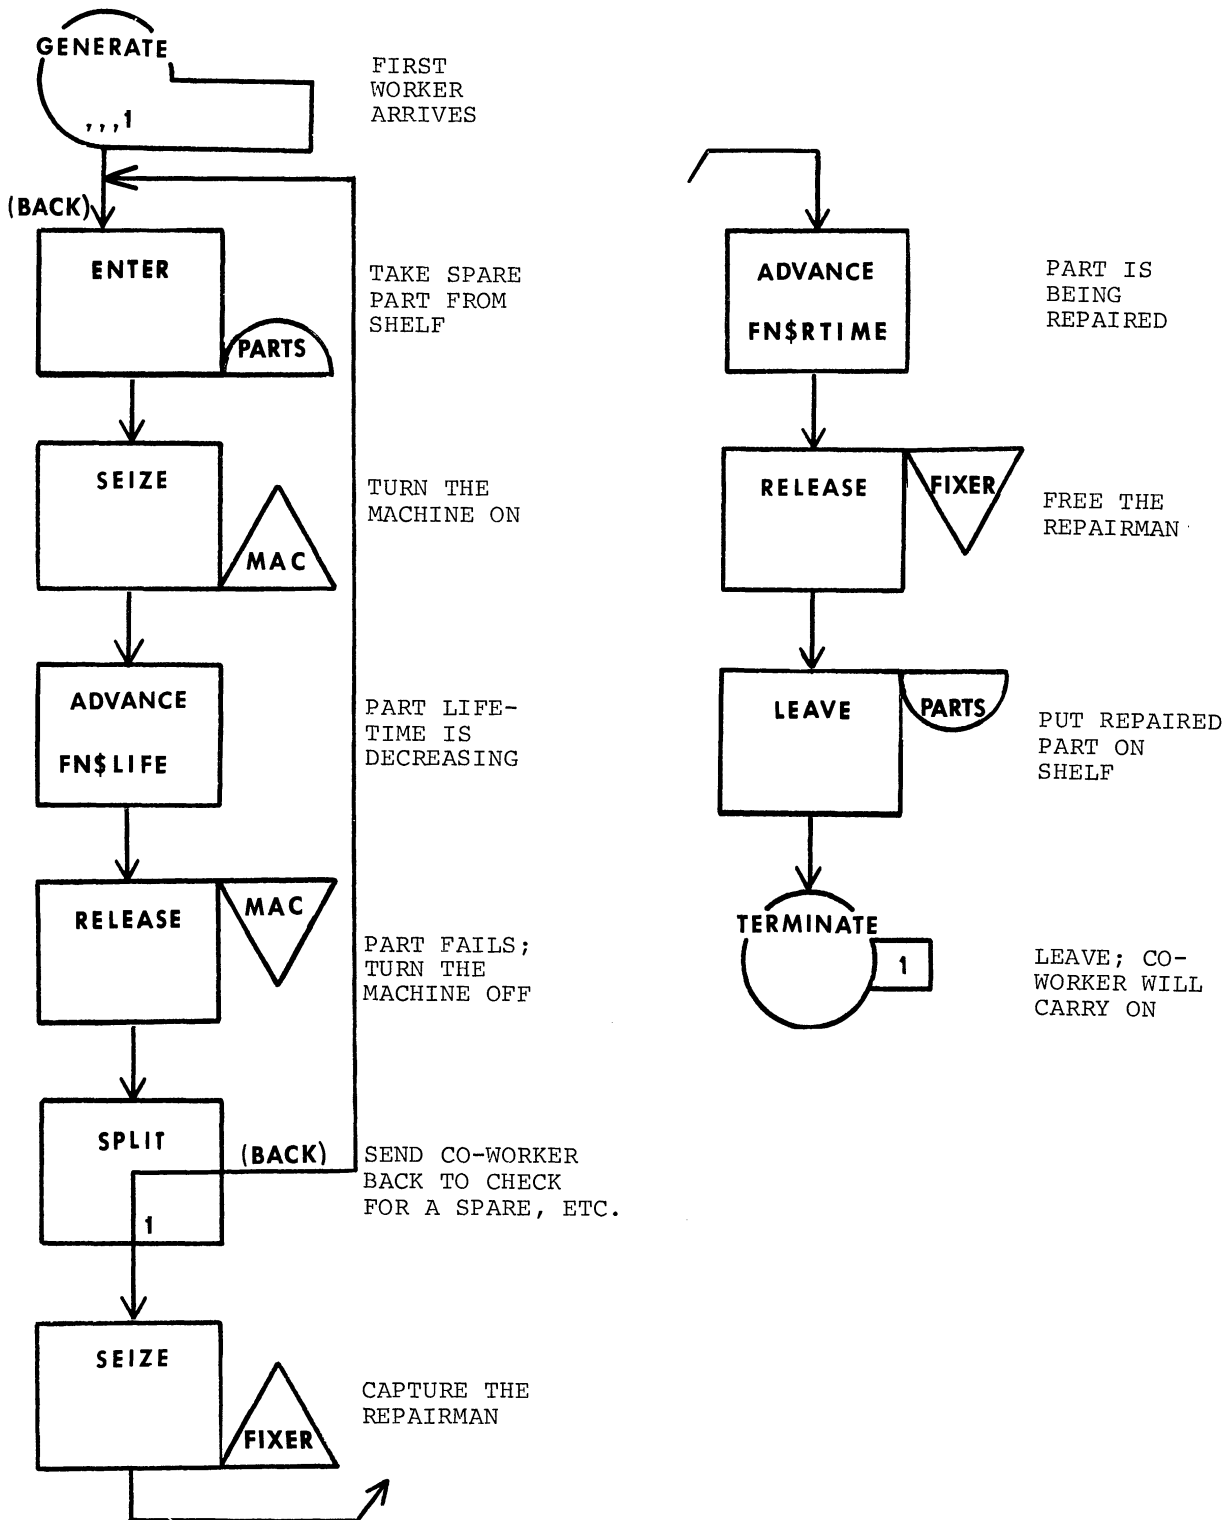 GENERATE
,,,1
FIRST
WORKER
ARRIVES
(BACK)
ENTER
PARTS
TAKE SPARE
PART FROM
SHELF
SEIZE
MAC
TURN THE
MACHINE ON
ADVANCE
FN$LIFE
PART LIFE-
TIME IS
DECREASING
RELEASE
MAC
PART FAILS;
TURN THE
MACHINE OFF
SPLIT
(BACK)
1
SEND CO-WORKER
BACK TO CHECK
FOR A SPARE, ETC.
SEIZE
FIXER
CAPTURE THE
REPAIRMAN
ADVANCE
FN$RTIME
PART IS
BEING
REPAIRED
RELEASE
FIXER
FREE THE
REPAIRMAN
LEAVE
PARTS
PUT REPAIRED
PART ON
SHELF
TERMINATE
1
LEAVE; CO-
WORKER WILL
CARRY ON